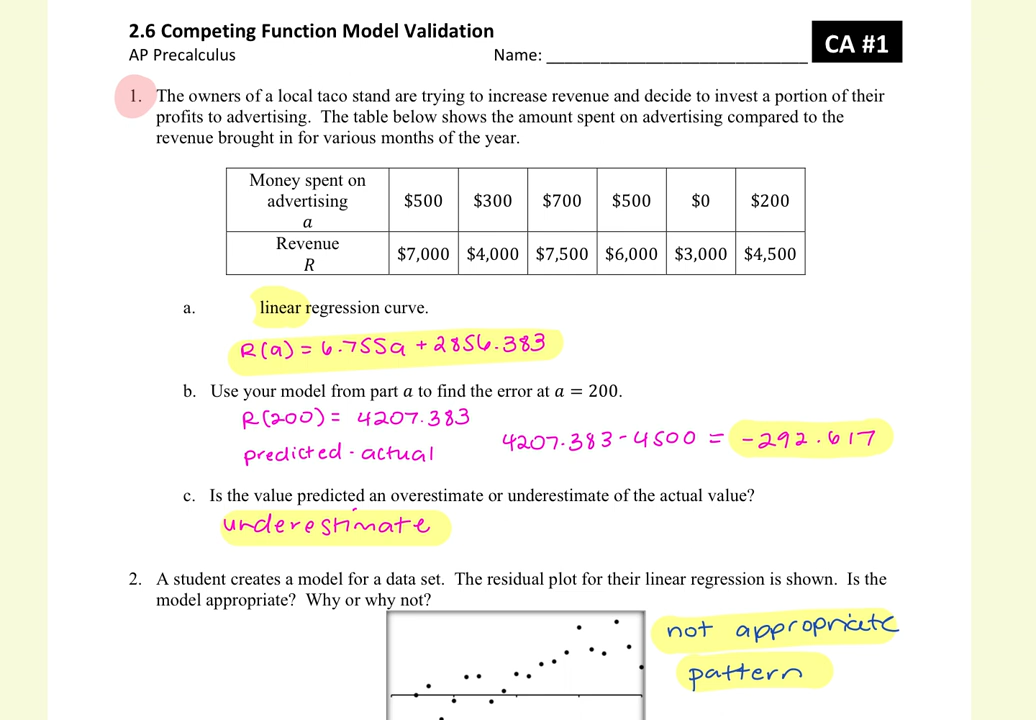 2.6 Competing Function Model Validation
AP Precalculus Name: CA #1
1. The owners of a local taco stand are trying to increase revenue and decide to invest a portion of their
profits to advertising. The table below shows the amount spent on advertising compared to the
revenue brought in for various months of the year.
Money spent on advertising a $500 $300 $700 $500 $0 $200
Revenue R $7,000 $4,000 $7,500 $6,000 $3,000 $4,500
a. linear regression curve.
R(a) = 6.755a + 2856.383
b. Use your model from part a to find the error at a = 200.
R(200) = 4207.383
predicted - actual 4207.383 - 4500 = -292.617
c. Is the value predicted an overestimate or underestimate of the actual value?
underestimate
2. A student creates a model for a data set. The residual plot for their linear regression is shown. Is the
model appropriate? Why or why not?
not appropriate
pattern